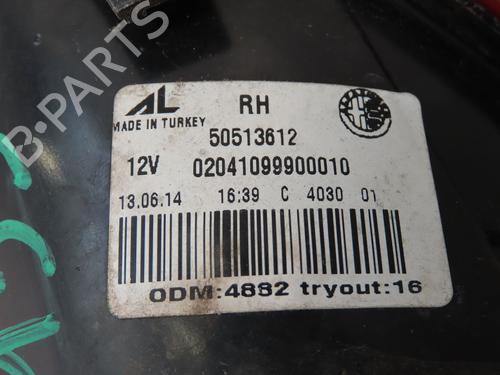 AL RH
MADE IN TURKEY 50513612
12V 02041099900010
13.06.14 16:39 C 4030 01
ODM:4882 tryout:16
B-Parts